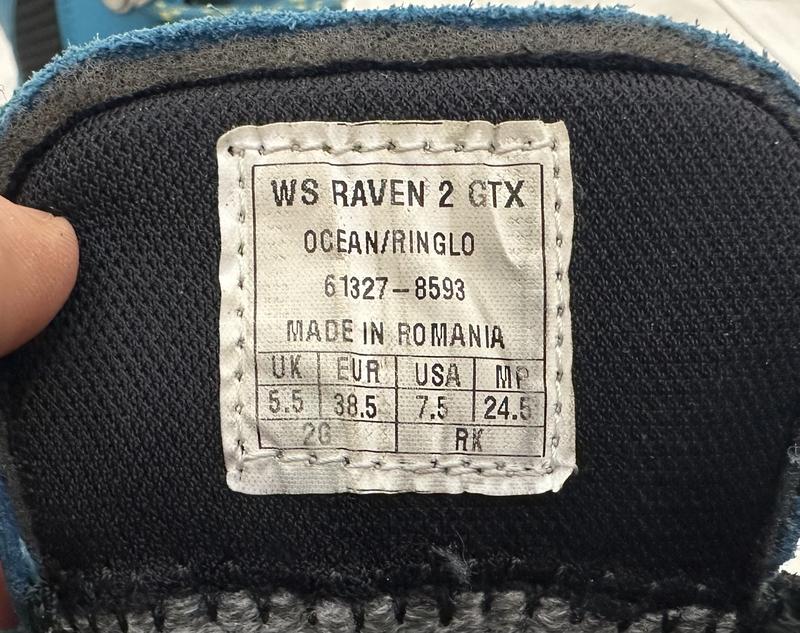 WS RAVEN 2 GTX
OCEAN/RINGLO
61327-8593
MADE IN ROMANIA
UK EUR USA MP
5.5 38.5 7.5 24.5
2G RK